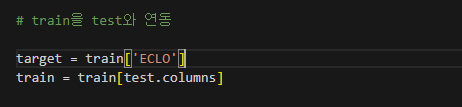 # train을 test와 연동
target = train['ECLO']
train = train[test.columns]